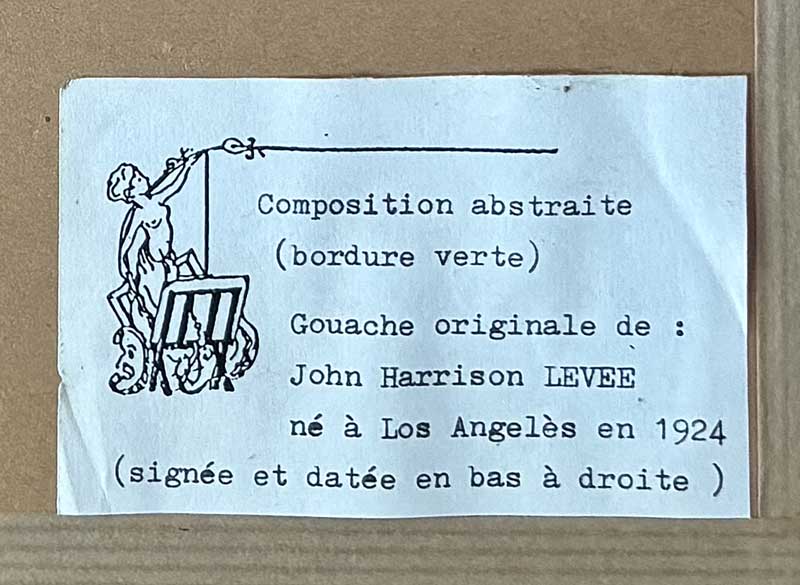 Composition abstraite
(bordure verte)
Gouache originale de :
John Harrison LEVEE
né à Los Angelès en 1924
(signée et datée en bas à droite )